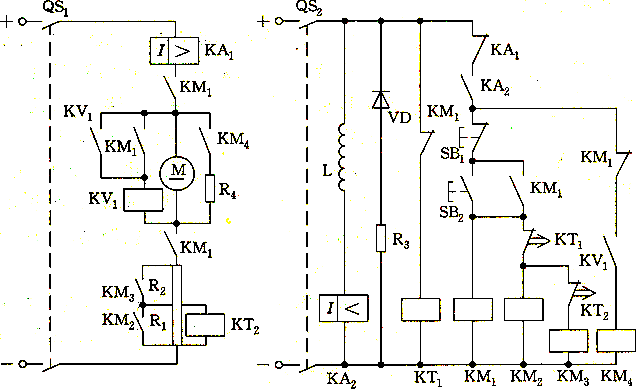 QS₁
+
I >
KA₁
KM₁
KV₁
KM₁
KM₄
M
KV₁
R₄
KM₁
KM₃
R₂
KM₂
R₁
KT₂
−
QS₂
+
KA₁
KA₂
VD
KM₁
SB₁
KM₁
L
KM₁
SB₂
R₃
KT₁
KV₁
KT₂
I <
−
KA₂
KT₁
KM₁
KM₂
KM₃